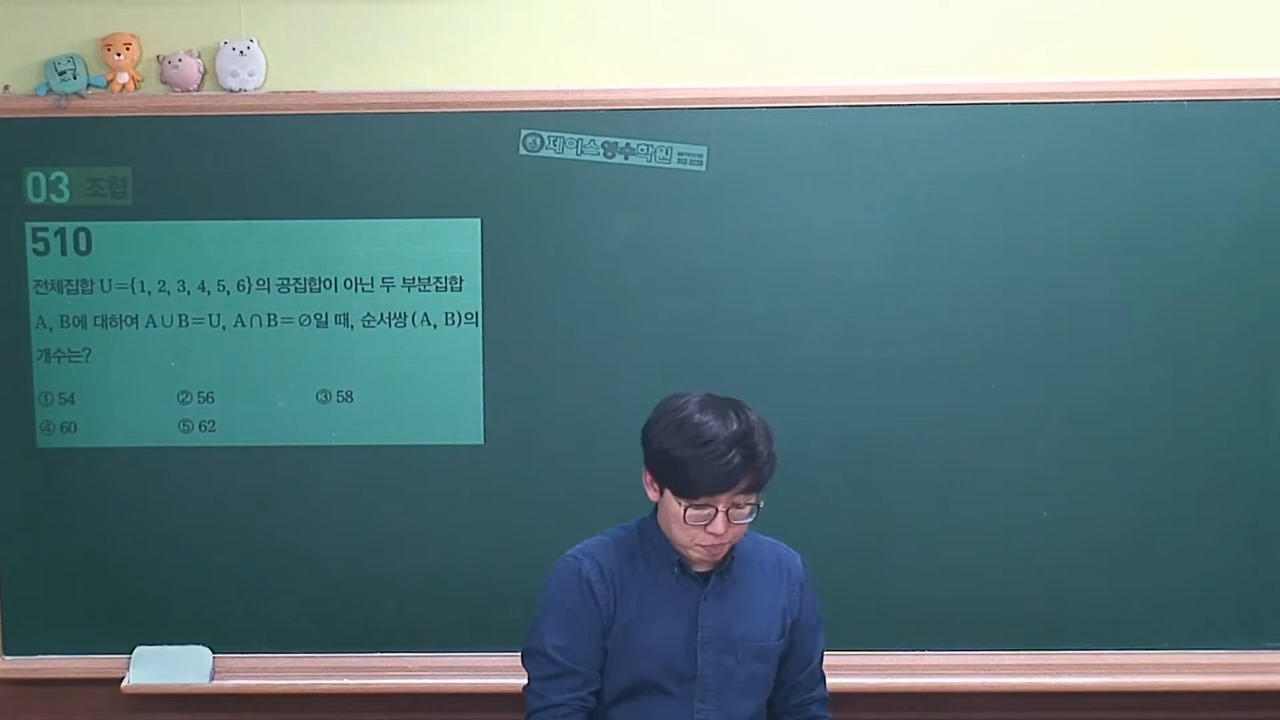 제이스영수학원
03 조합
510
전체집합 U={1, 2, 3, 4, 5, 6}의 공집합이 아닌 두 부분집합
A, B에 대하여 A∪B=U, A∩B=∅일 때, 순서쌍 (A, B)의
개수는?
① 54 ② 56 ③ 58
④ 60 ⑤ 62